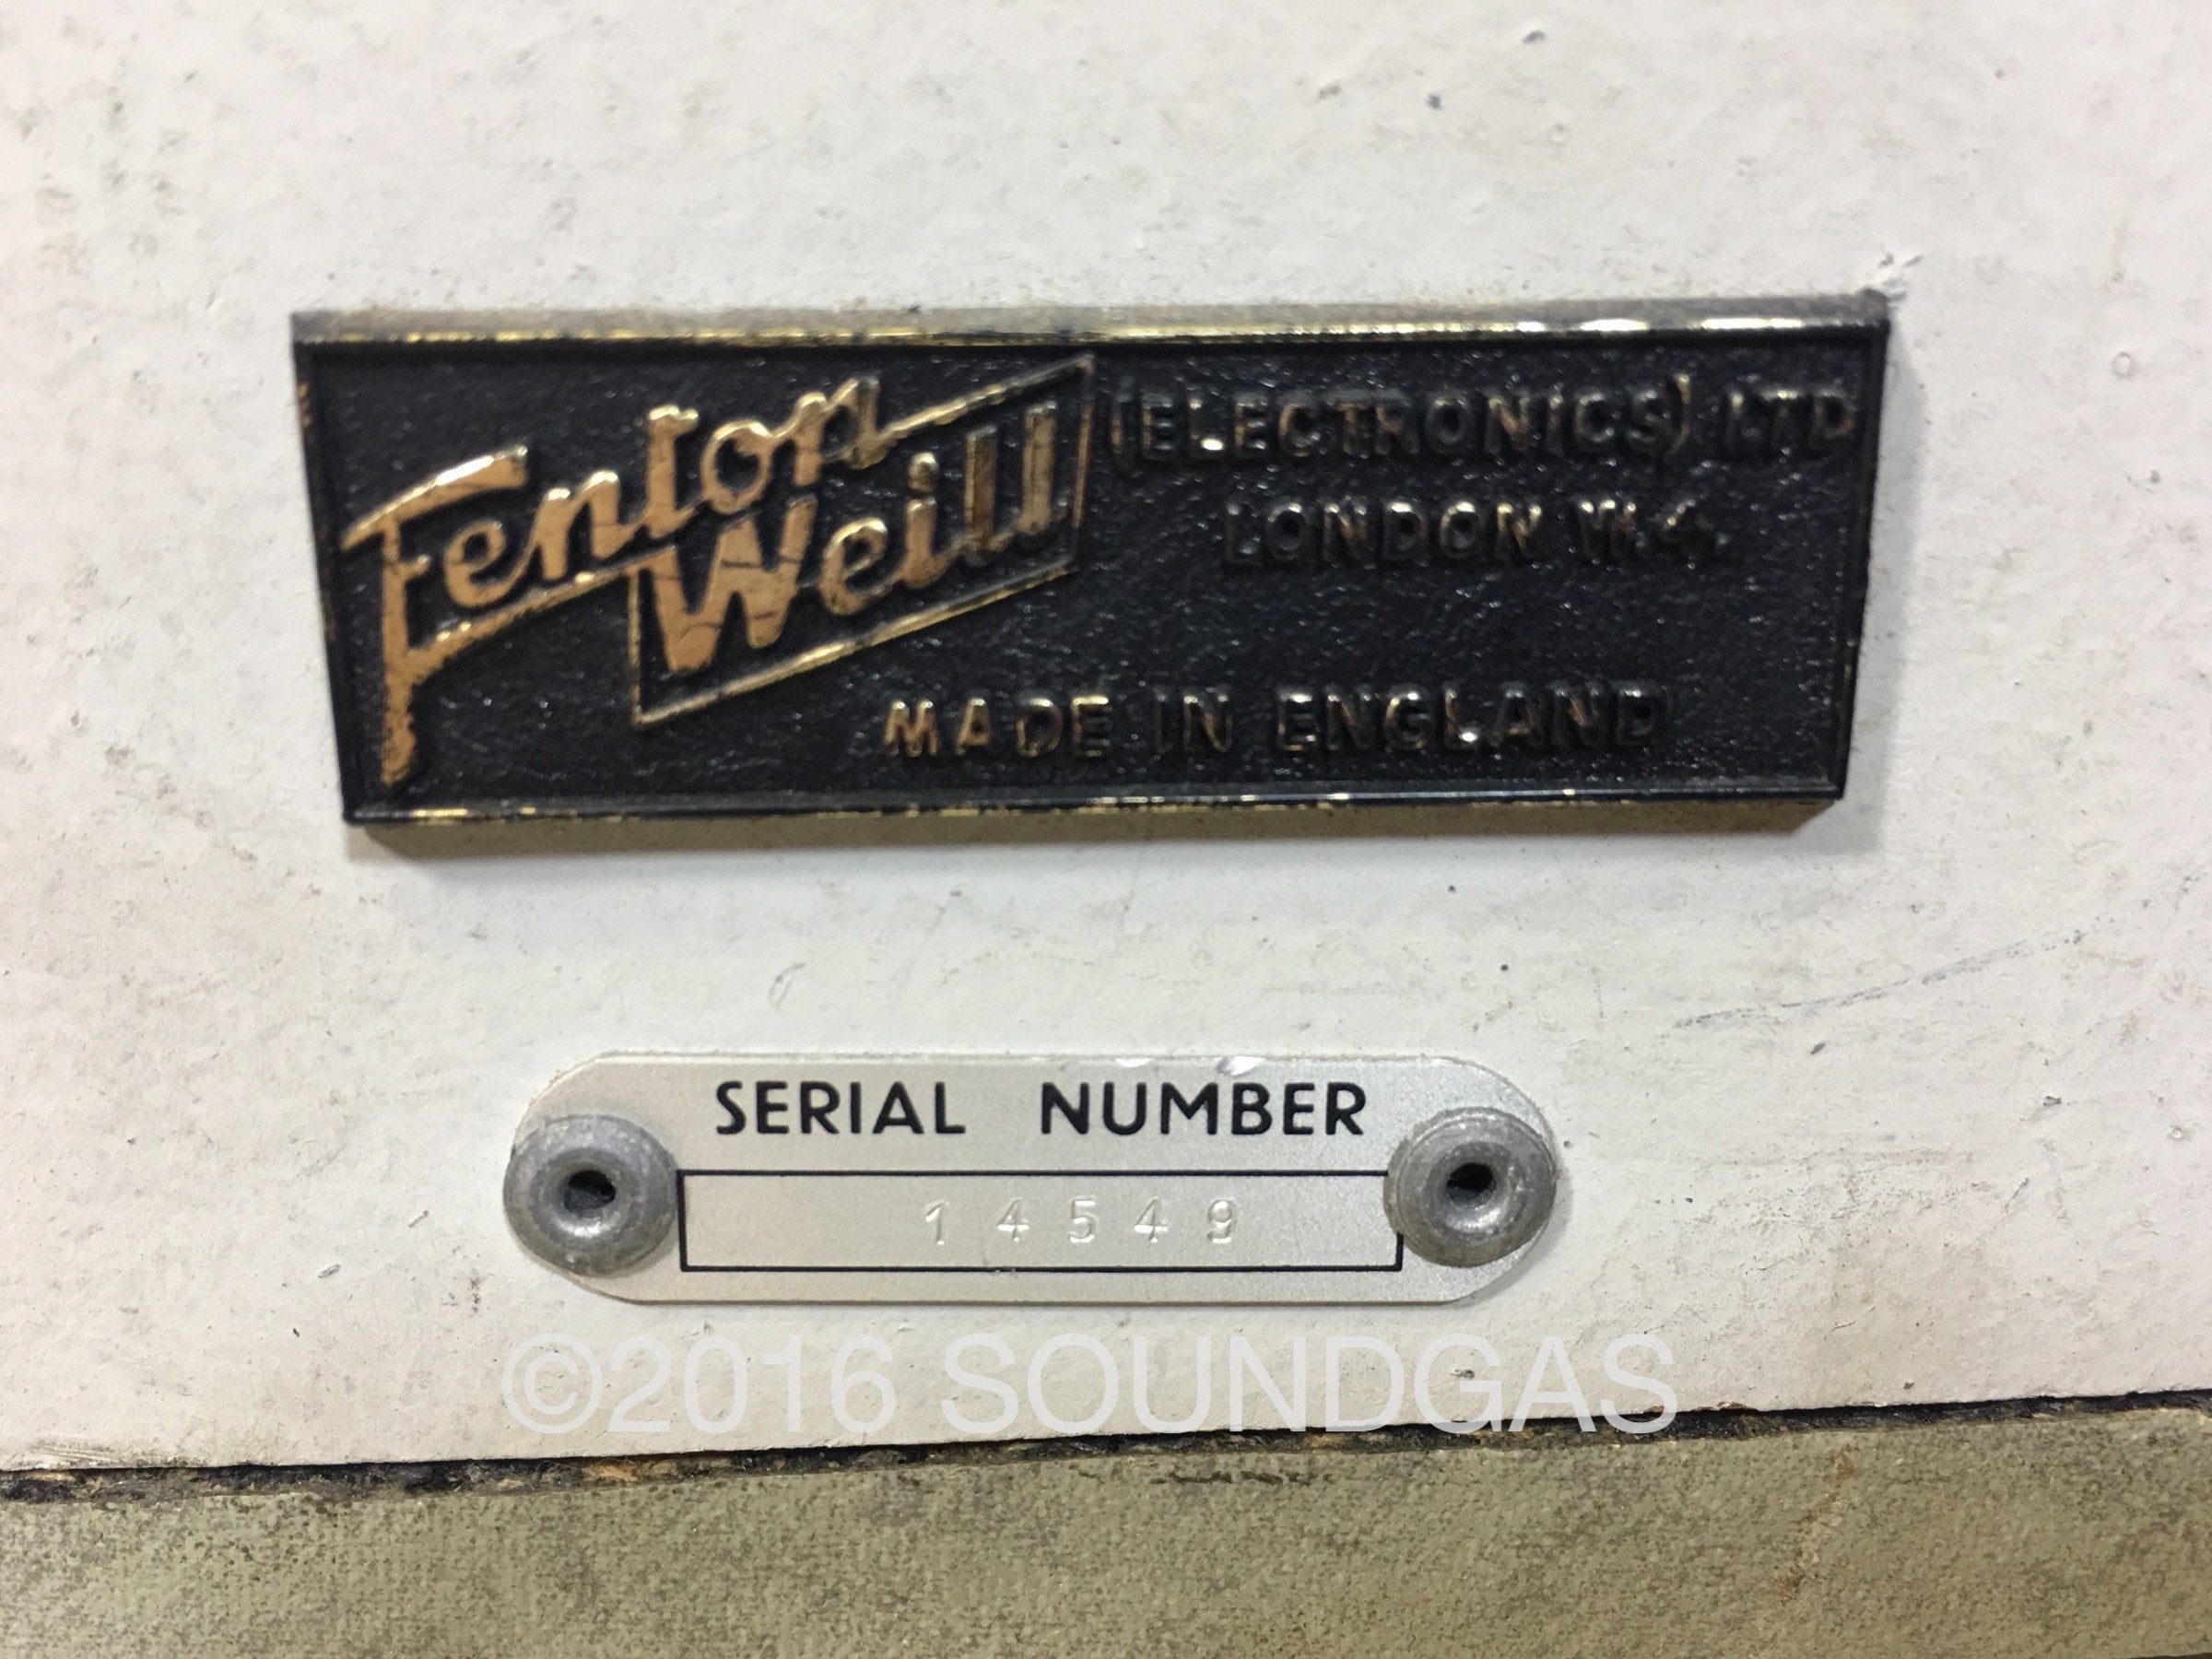 Fenton
Weill
(ELECTRONICS) LTD
LONDON W.4.
MADE IN ENGLAND
SERIAL NUMBER
14549
©2016 SOUNDGAS